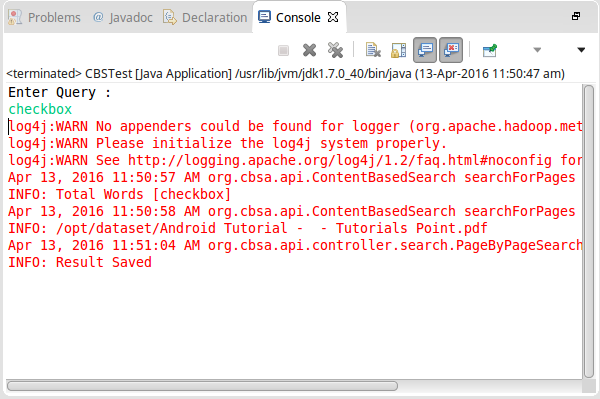 Problems @ Javadoc Declaration Console
<terminated> CBSTest [Java Application] /usr/lib/jvm/jdk1.7.0_40/bin/java (13-Apr-2016 11:50:47 am)
Enter Query :
checkbox
log4j:WARN No appenders could be found for logger (org.apache.hadoop.met
log4j:WARN Please initialize the log4j system properly.
log4j:WARN See http://logging.apache.org/log4j/1.2/faq.html#noconfig for
Apr 13, 2016 11:50:57 AM org.cbsa.api.ContentBasedSearch searchForPages
INFO: Total Words [checkbox]
Apr 13, 2016 11:50:58 AM org.cbsa.api.ContentBasedSearch searchForPages
INFO: /opt/dataset/Android Tutorial -  - Tutorials Point.pdf
Apr 13, 2016 11:51:04 AM org.cbsa.api.controller.search.PageByPageSearch
INFO: Result Saved